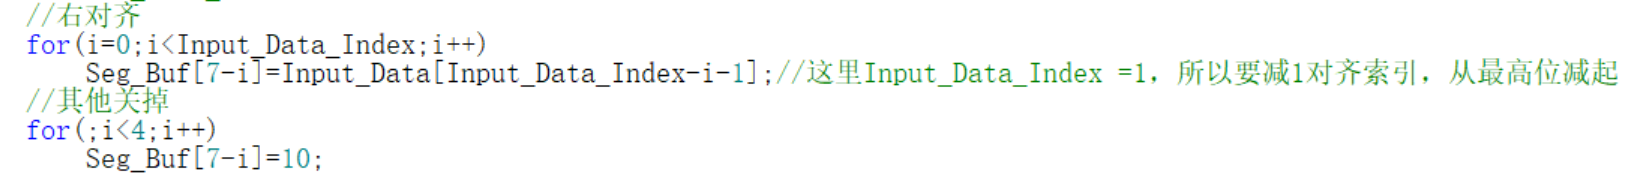 //右对齐
for(i=0;i<Input_Data_Index;i++)
    Seg_Buf[7-i]=Input_Data[Input_Data_Index-i-1];//这里Input_Data_Index =1，所以要减1对齐索引，从最高位减起
//其他关掉
for(;i<4;i++)
    Seg_Buf[7-i]=10;